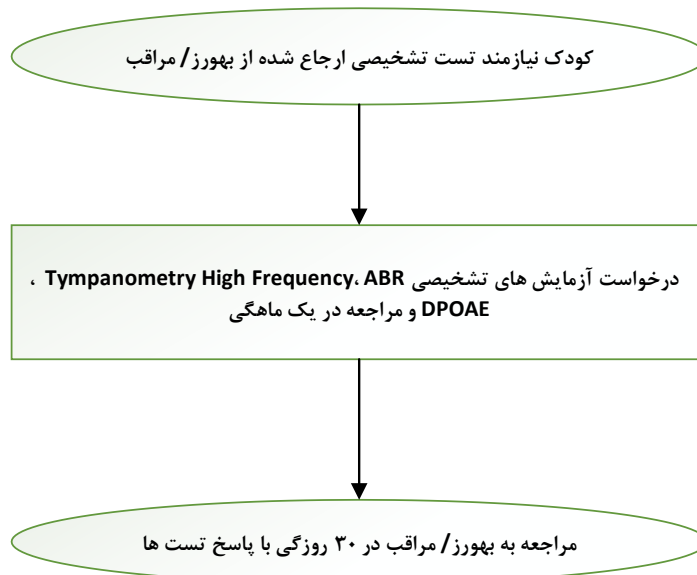 کودک نیازمند تست تشخیصی ارجاع شده از بهورز/ مراقب
درخواست آزمایش های تشخیصی Tympanometry High Frequency، ABR ،
DPOAE و مراجعه در یک ماهگی
مراجعه به بهورز/ مراقب در ۳۰ روزگی با پاسخ تست ها